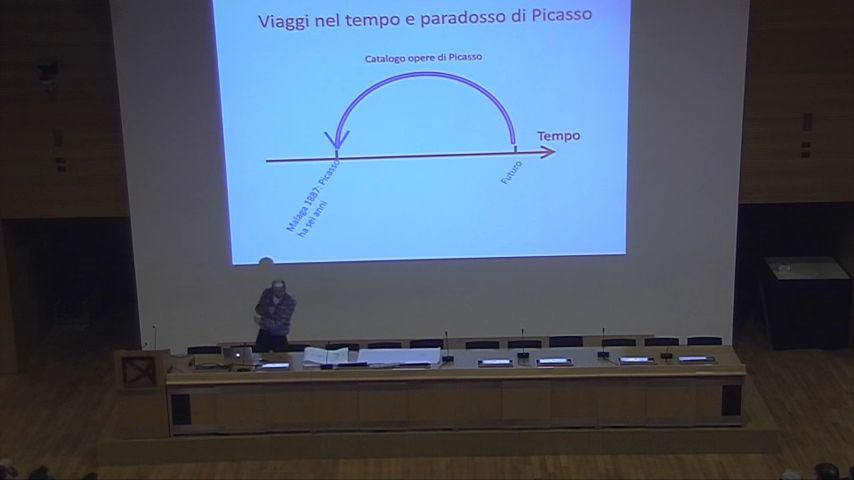 Viaggi nel tempo e paradosso di Picasso
Catalogo opere di Picasso
Tempo
Malaga 1887: Picasso
ha sei anni
Futuro